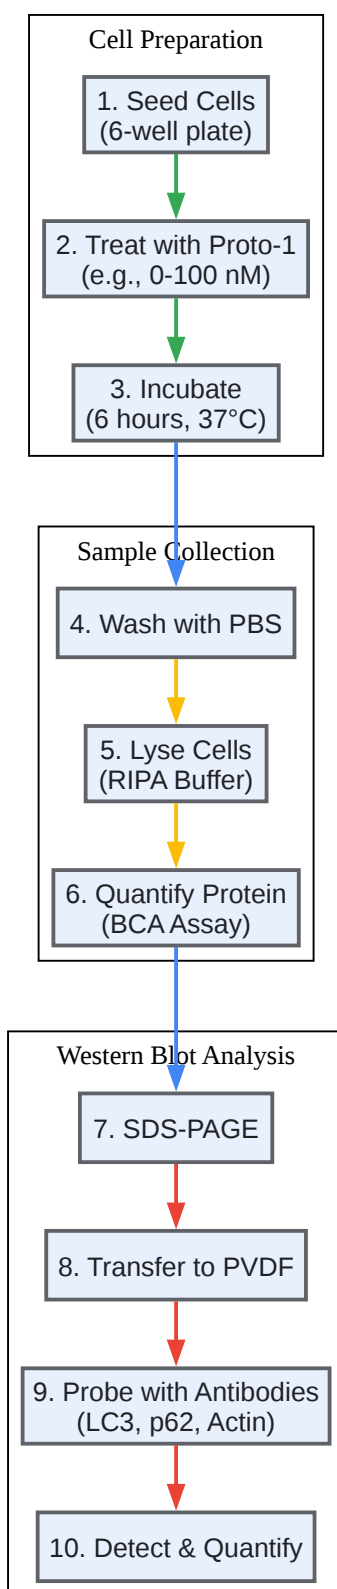 Cell Preparation
1. Seed Cells
(6-well plate)
2. Treat with Proto-1
(e.g., 0-100 nM)
3. Incubate
(6 hours, 37°C)
Sample Collection
4. Wash with PBS
5. Lyse Cells
(RIPA Buffer)
6. Quantify Protein
(BCA Assay)
Western Blot Analysis
7. SDS-PAGE
8. Transfer to PVDF
9. Probe with Antibodies
(LC3, p62, Actin)
10. Detect & Quantify